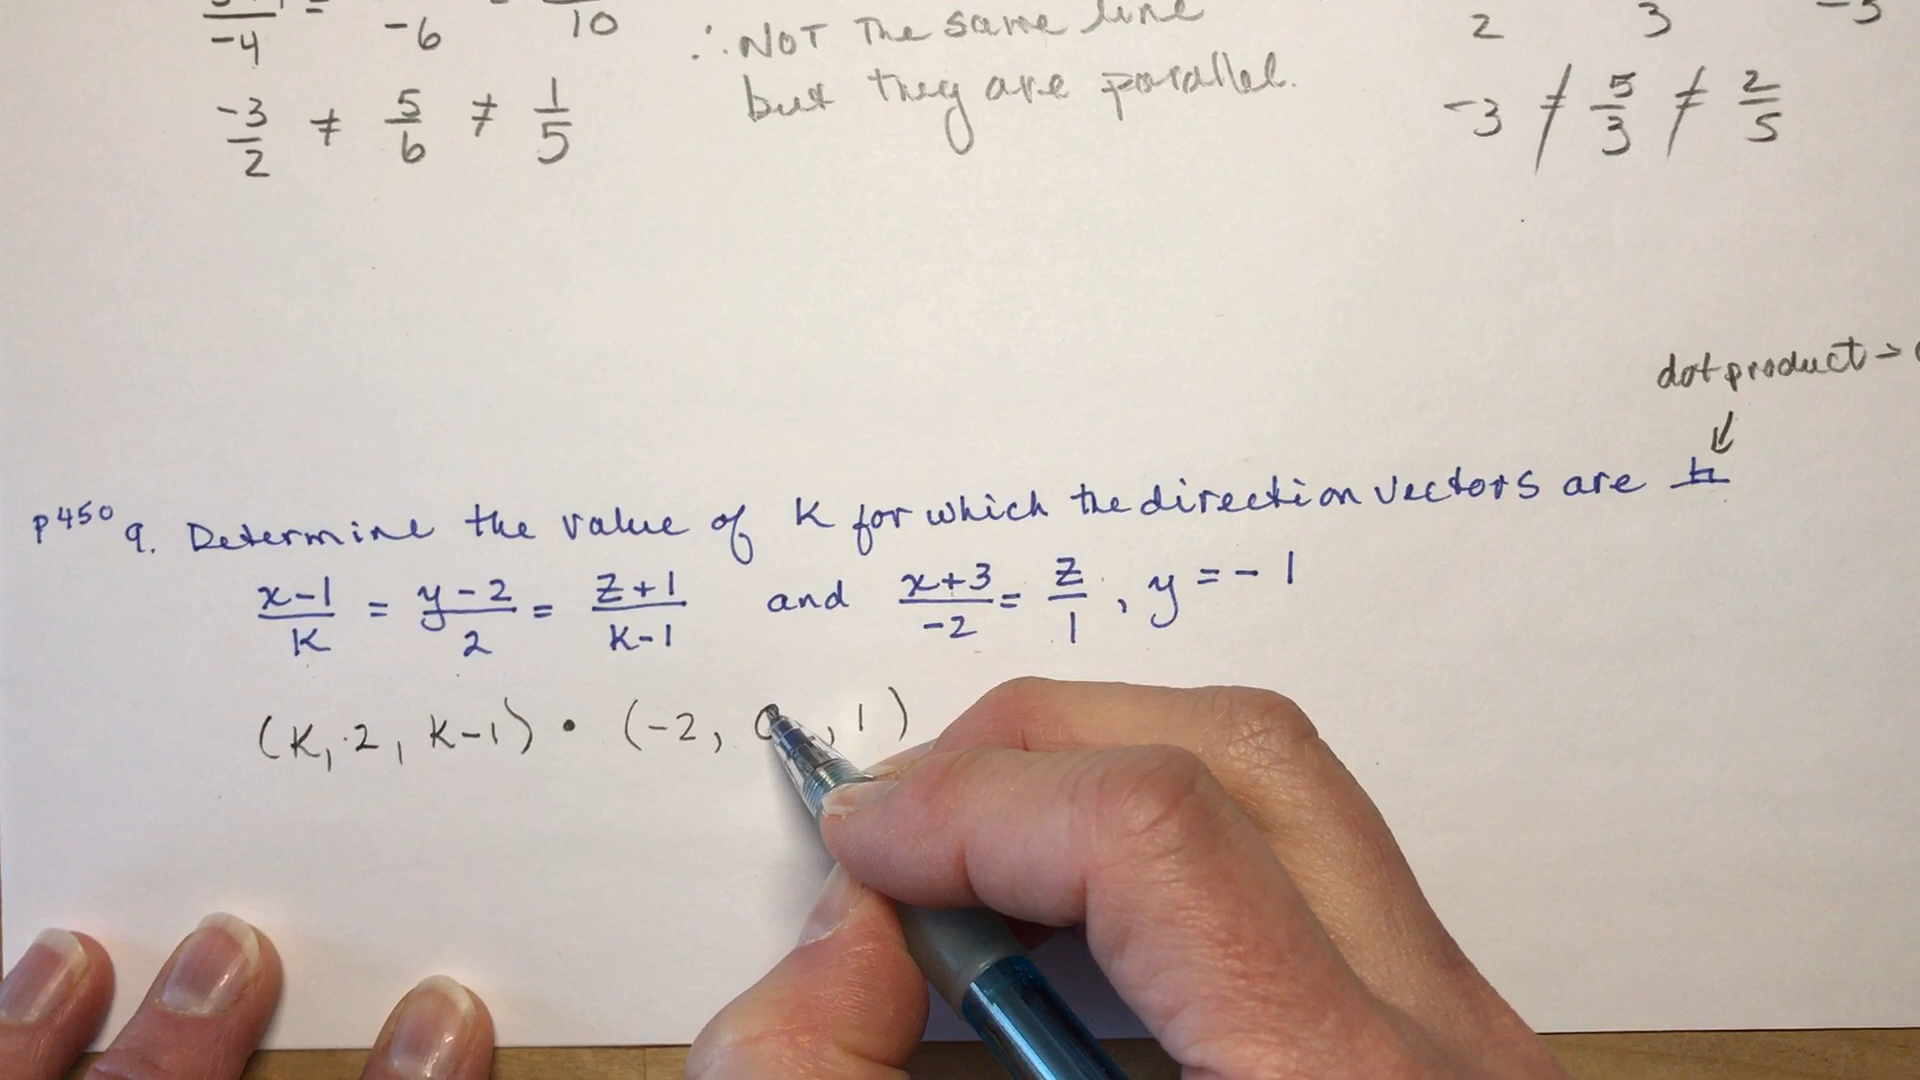 -4 -6 10
-3/2 ≠ 5/6 ≠ 1/5
∴ NOT the same line
but they are parallel.
2 3 -5
-3 ≠ 5/3 ≠ 2/5
dot product =
↓
p450 9. Determine the value of K for which the direction vectors are ⊥
x-1/K = y-2/2 = z+1/K-1 and x+3/-2 = z/1, y = -1
(K, 2, K-1) • (-2, 0, 1)